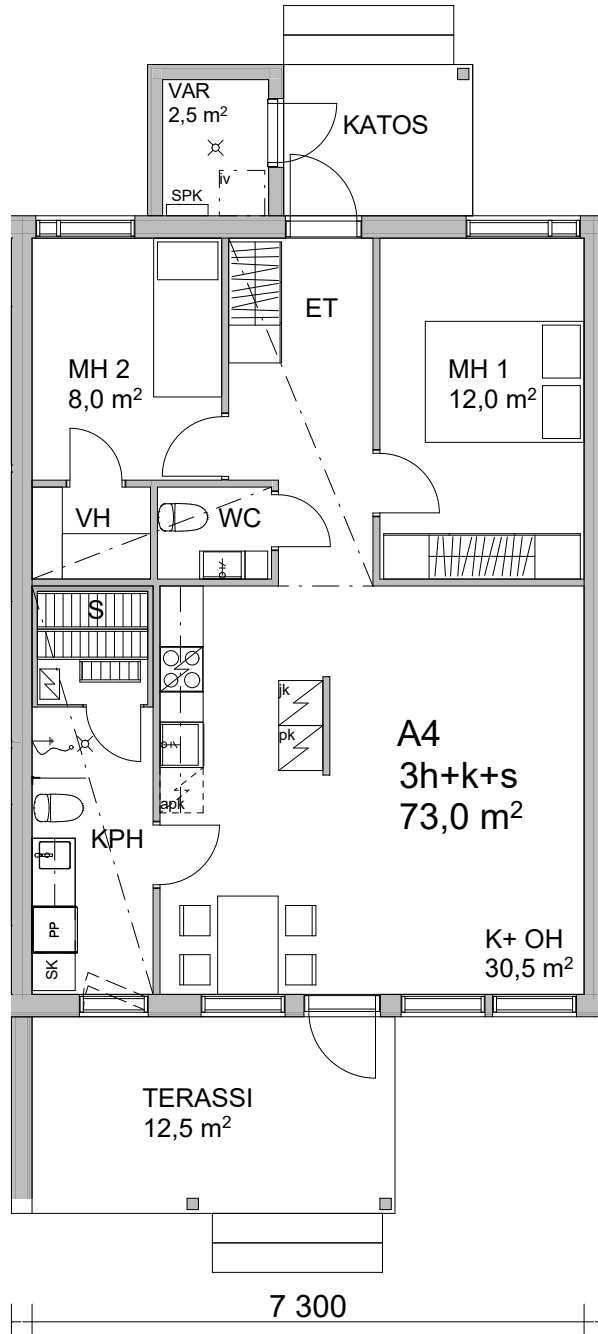 VAR
2,5 m²
KATOS
SPK
iv
ET
MH 2
8,0 m²
MH 1
12,0 m²
VH
WC
S
jk
pk
A4
3h+k+s
73,0 m²
apk
KPH
PP
SK
K+ OH
30,5 m²
TERASSI
12,5 m²
7 300